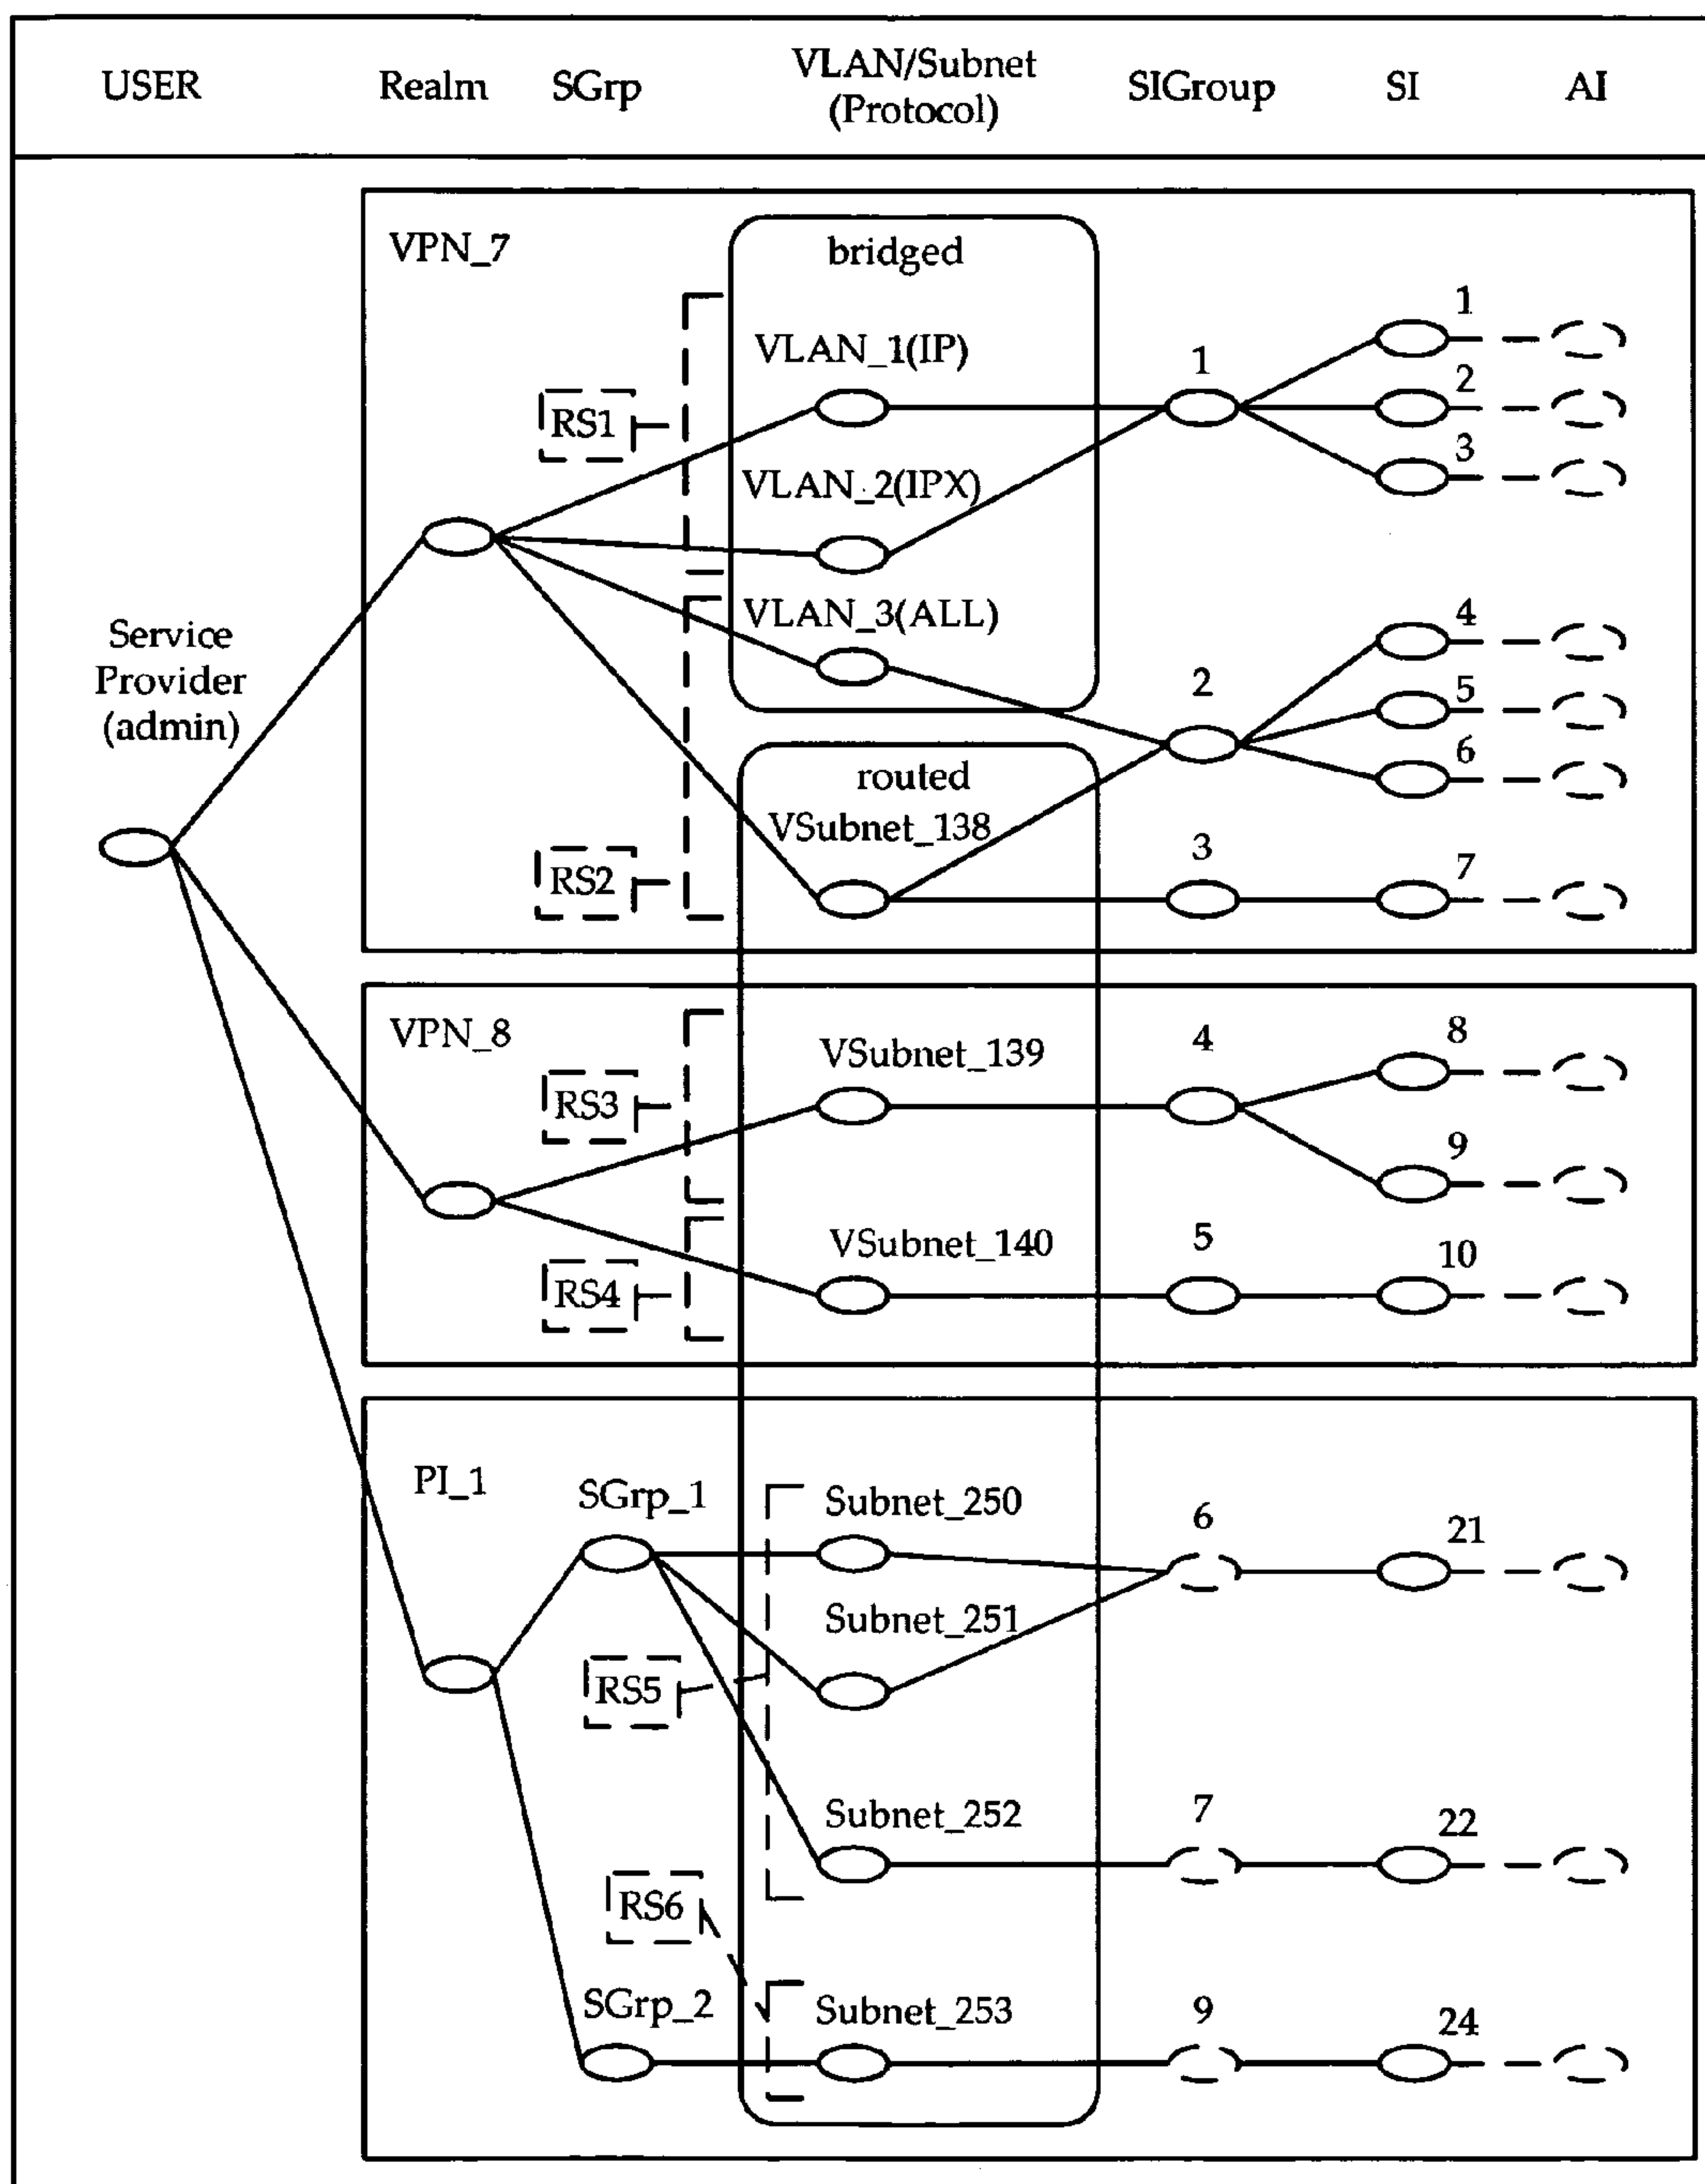 USER
Realm
SGrp
VLAN/Subnet
(Protocol)
SIGroup
SI
AI
VPN_7
bridged
VLAN_1(IP)
1
1
2
3
RS1
VLAN_2(IPX)
VLAN_3(ALL)
Service
Provider
(admin)
2
4
5
6
routed
VSubnet_138
RS2
3
7
VPN_8
VSubnet_139
4
8
RS3
9
VSubnet_140
5
10
RS4
PI_1
SGrp_1
Subnet_250
6
21
Subnet_251
RS5
Subnet_252
7
22
RS6
SGrp_2
Subnet_253
9
24